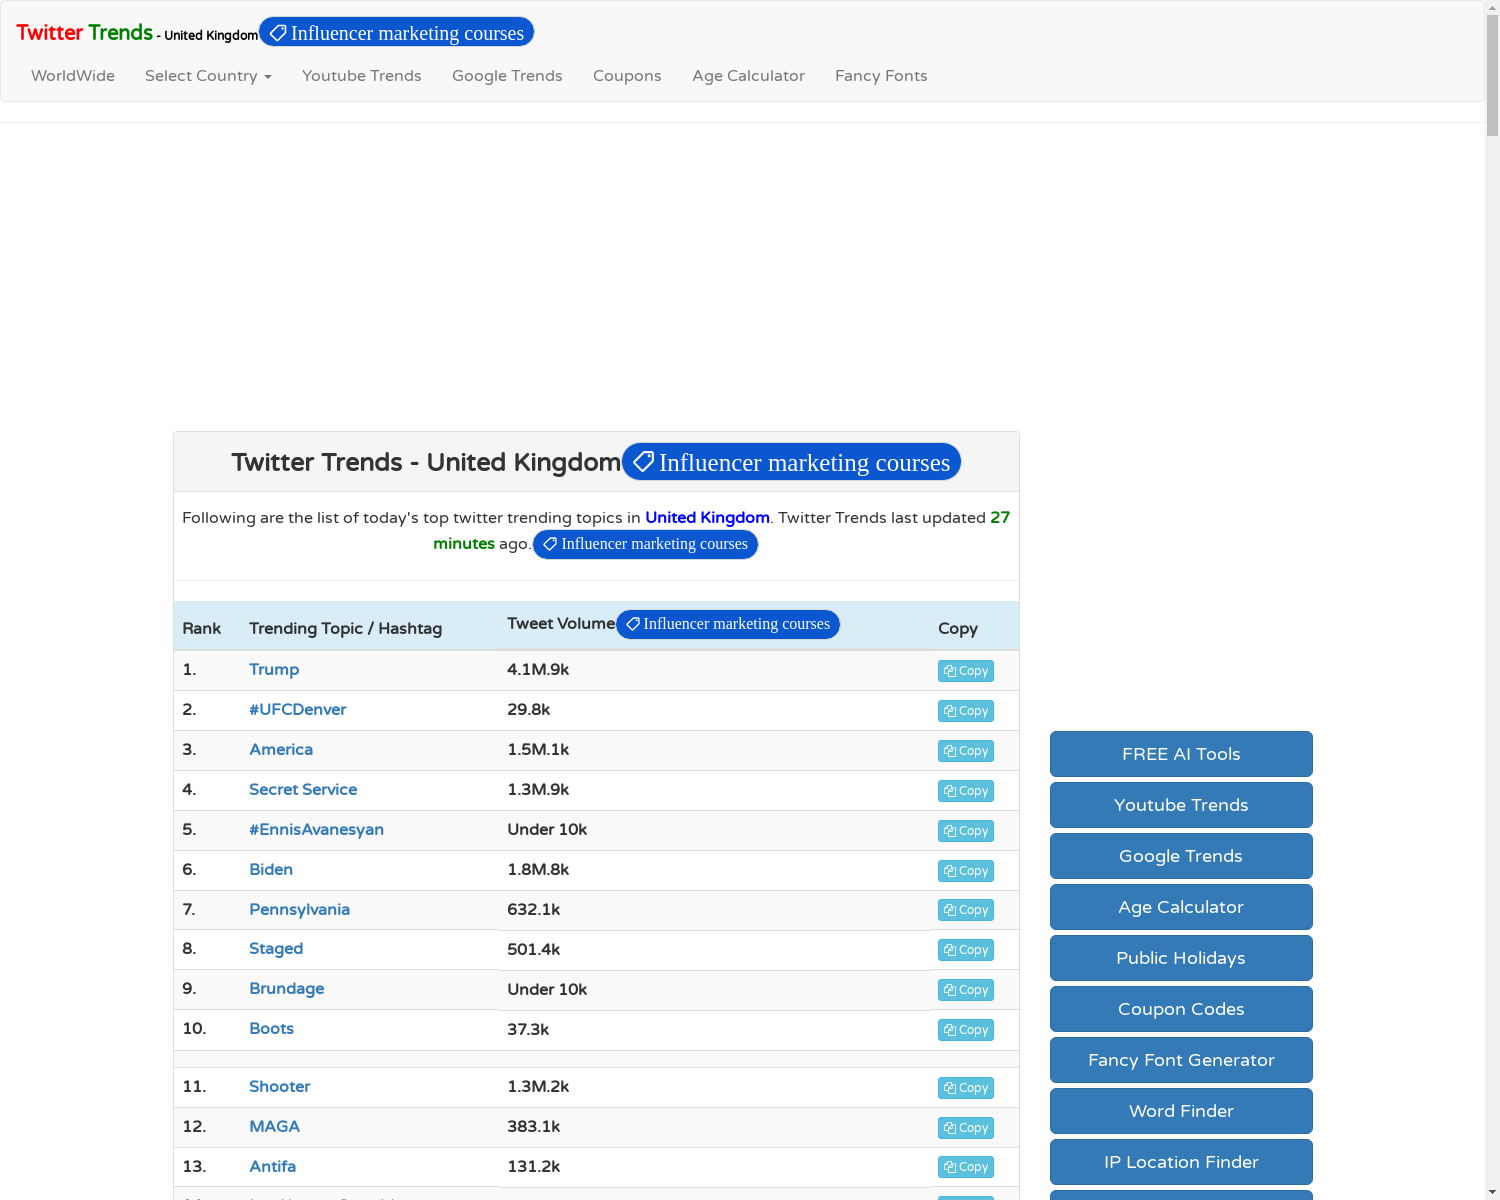 Twitter Trends - United Kingdom Influencer marketing courses
WorldWide Select Country Youtube Trends Google Trends Coupons Age Calculator Fancy Fonts
Twitter Trends - United Kingdom Influencer marketing courses
Following are the list of today's top twitter trending topics in United Kingdom. Twitter Trends last updated 27
minutes ago. Influencer marketing courses
Rank Trending Topic / Hashtag Tweet Volume Influencer marketing courses Copy
1. Trump 4.1M.9k Copy
2. #UFCDenver 29.8k Copy
3. America 1.5M.1k Copy
4. Secret Service 1.3M.9k Copy
5. #EnnisAvanesyan Under 10k Copy
6. Biden 1.8M.8k Copy
7. Pennsylvania 632.1k Copy
8. Staged 501.4k Copy
9. Brundage Under 10k Copy
10. Boots 37.3k Copy
11. Shooter 1.3M.2k Copy
12. MAGA 383.1k Copy
13. Antifa 131.2k Copy
FREE AI Tools
Youtube Trends
Google Trends
Age Calculator
Public Holidays
Coupon Codes
Fancy Font Generator
Word Finder
IP Location Finder